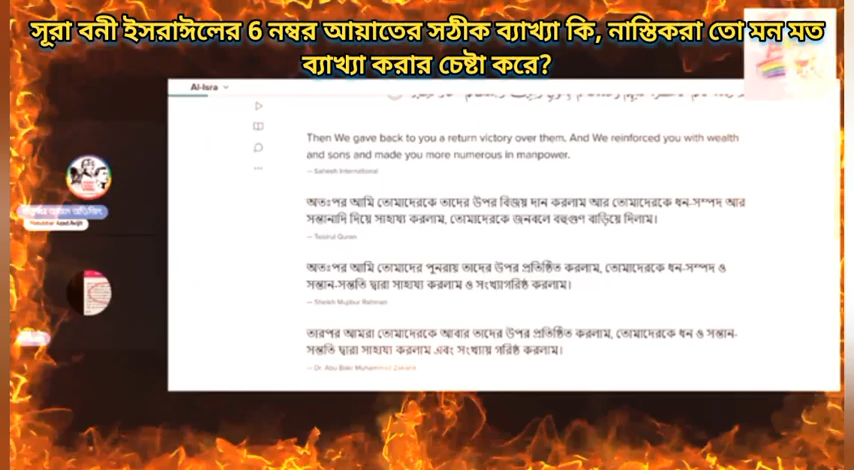 সূরা বনী ইসরাঈলের 6 নম্বর আয়াতের সঠীক ব্যাখ্যা কি, নাস্তিকরা তো মন মত
ব্যাখ্যা করার চেষ্টা করে?
Al-Isra
Then We gave back to you a return victory over them. And We reinforced you with wealth
and sons and made you more numerous in manpower.
— Saheeh International
অতঃপর আমি তোমাদেরকে তাদের উপর বিজয় দান করলাম আর তোমাদেরকে ধন-সম্পদ আর
সন্তানাদি দিয়ে সাহায্য করলাম, তোমাদেরকে জনবলে বহুগুণ বাড়িয়ে দিলাম।
— Taisirul Quran
অতঃপর আমি তোমাদের পুনরায় তাদের উপর প্রতিষ্ঠিত করলাম, তোমাদেরকে ধন-সম্পদ ও
সন্তান-সন্ততি দ্বারা সাহায্য করলাম ও সংখ্যাগরিষ্ঠ করলাম।
— Sheikh Mujibur Rahman
তারপর আমরা তোমাদেরকে আবার তাদের উপর প্রতিষ্ঠিত করলাম, তোমাদেরকে ধন ও সন্তান-
সন্ততি দ্বারা সাহায্য করলাম এবং সংখ্যায় গরিষ্ঠ করলাম।
— Dr. Abu Bakr Muhammad Zakaria